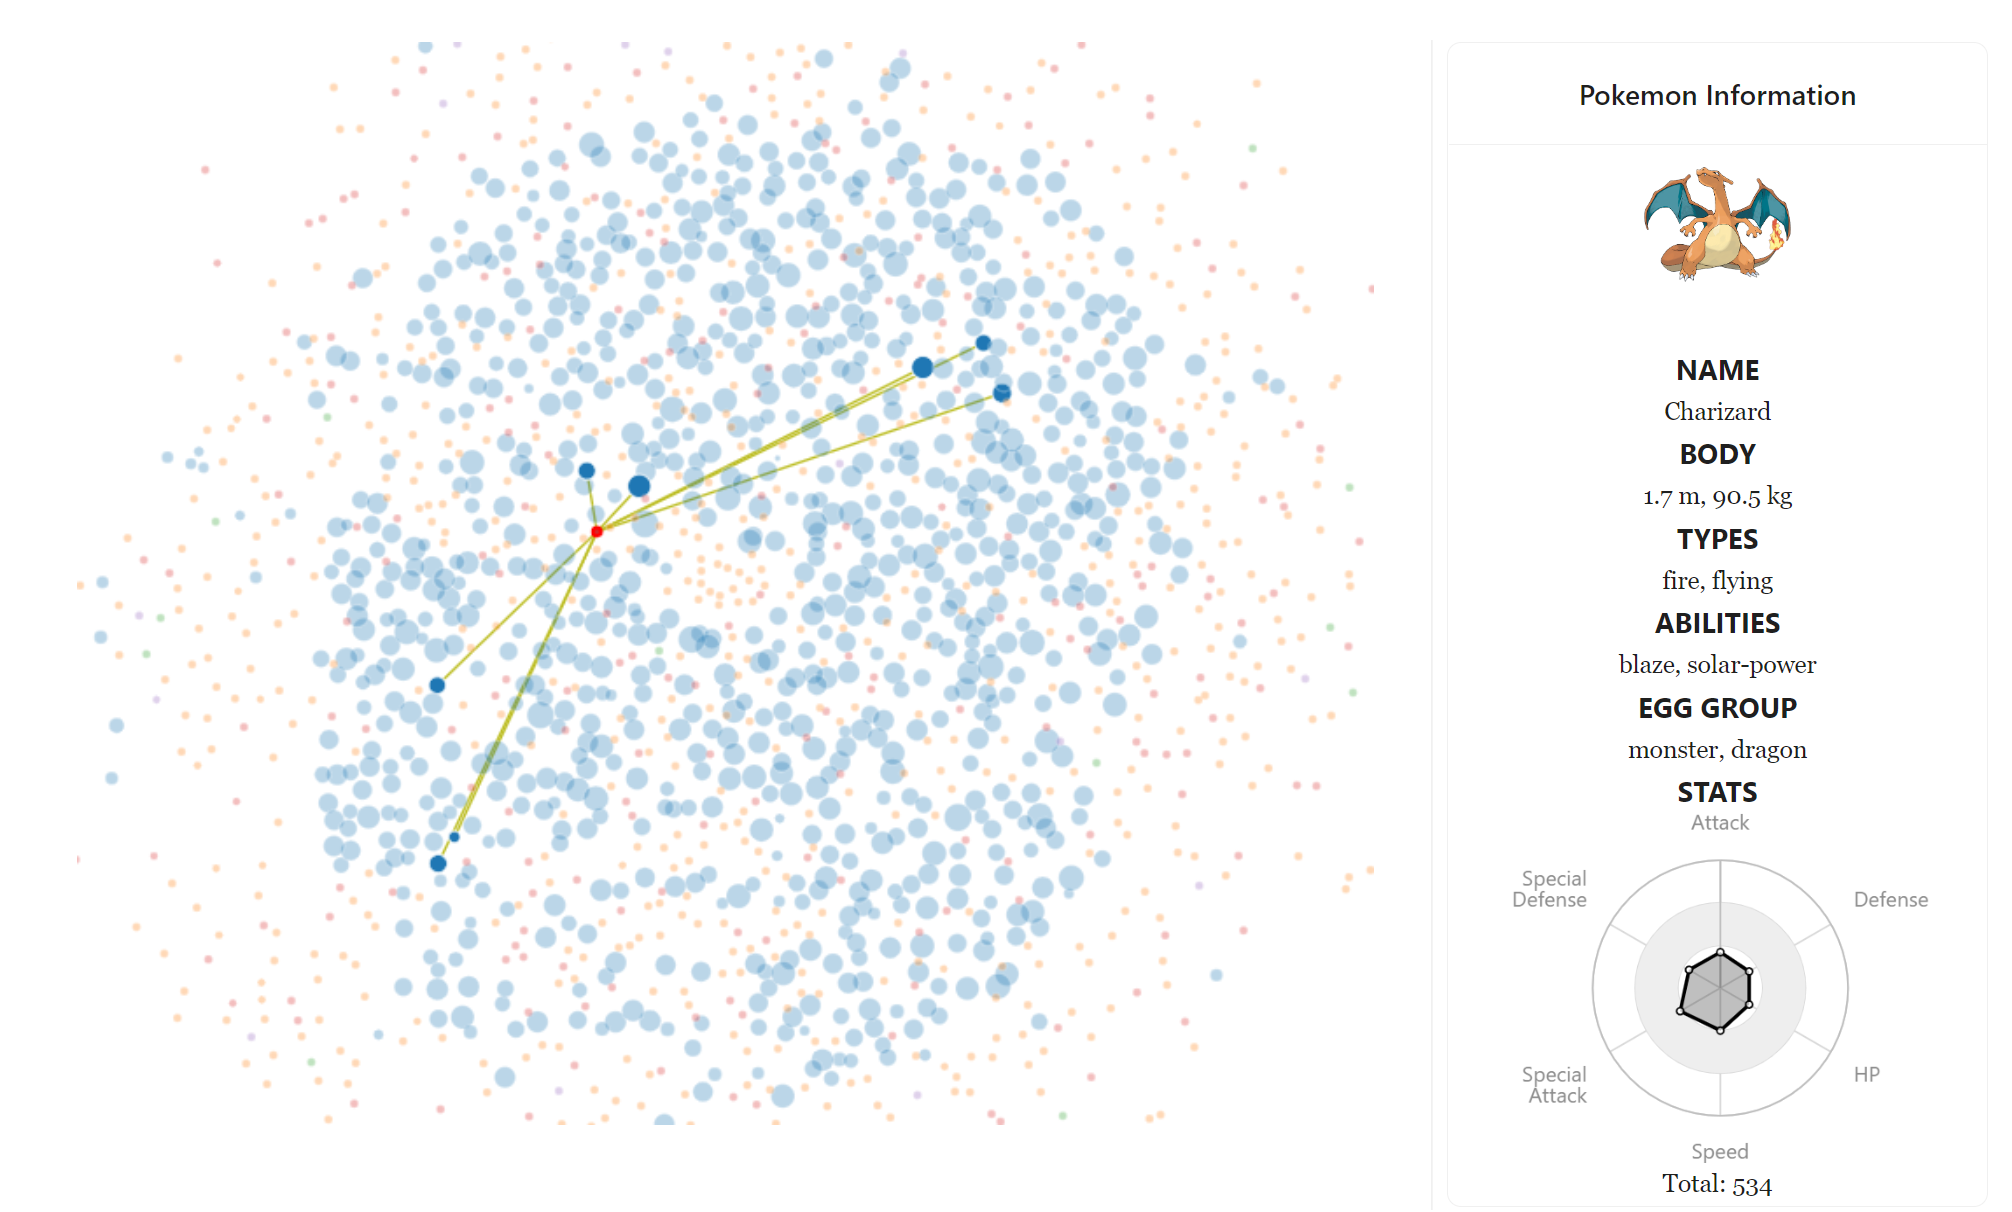 Pokemon Information
NAME
Charizard
BODY
1.7 m, 90.5 kg
TYPES
fire, flying
ABILITIES
blaze, solar-power
EGG GROUP
monster, dragon
STATS
Attack
Special
Defense
Defense
Special
Attack
HP
Speed
Total: 534